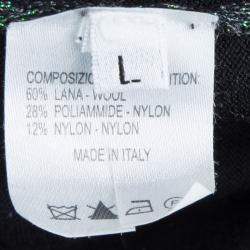 L
COMPOSIZIO ITION:
60% LANA - WOOL
28% POLIAMMIDE - NYLON
12% NYLON - NYLON
MADE IN ITALY